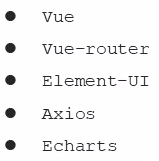 ● Vue
● Vue-router
● Element-UI
● Axios
● Echarts